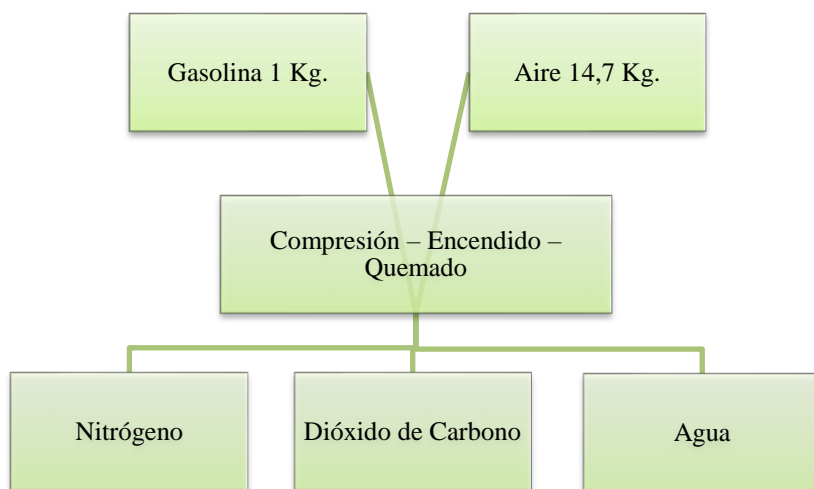 Gasolina 1 Kg.
Aire 14,7 Kg.
Compresión – Encendido –
Quemado
Nitrógeno
Dióxido de Carbono
Agua